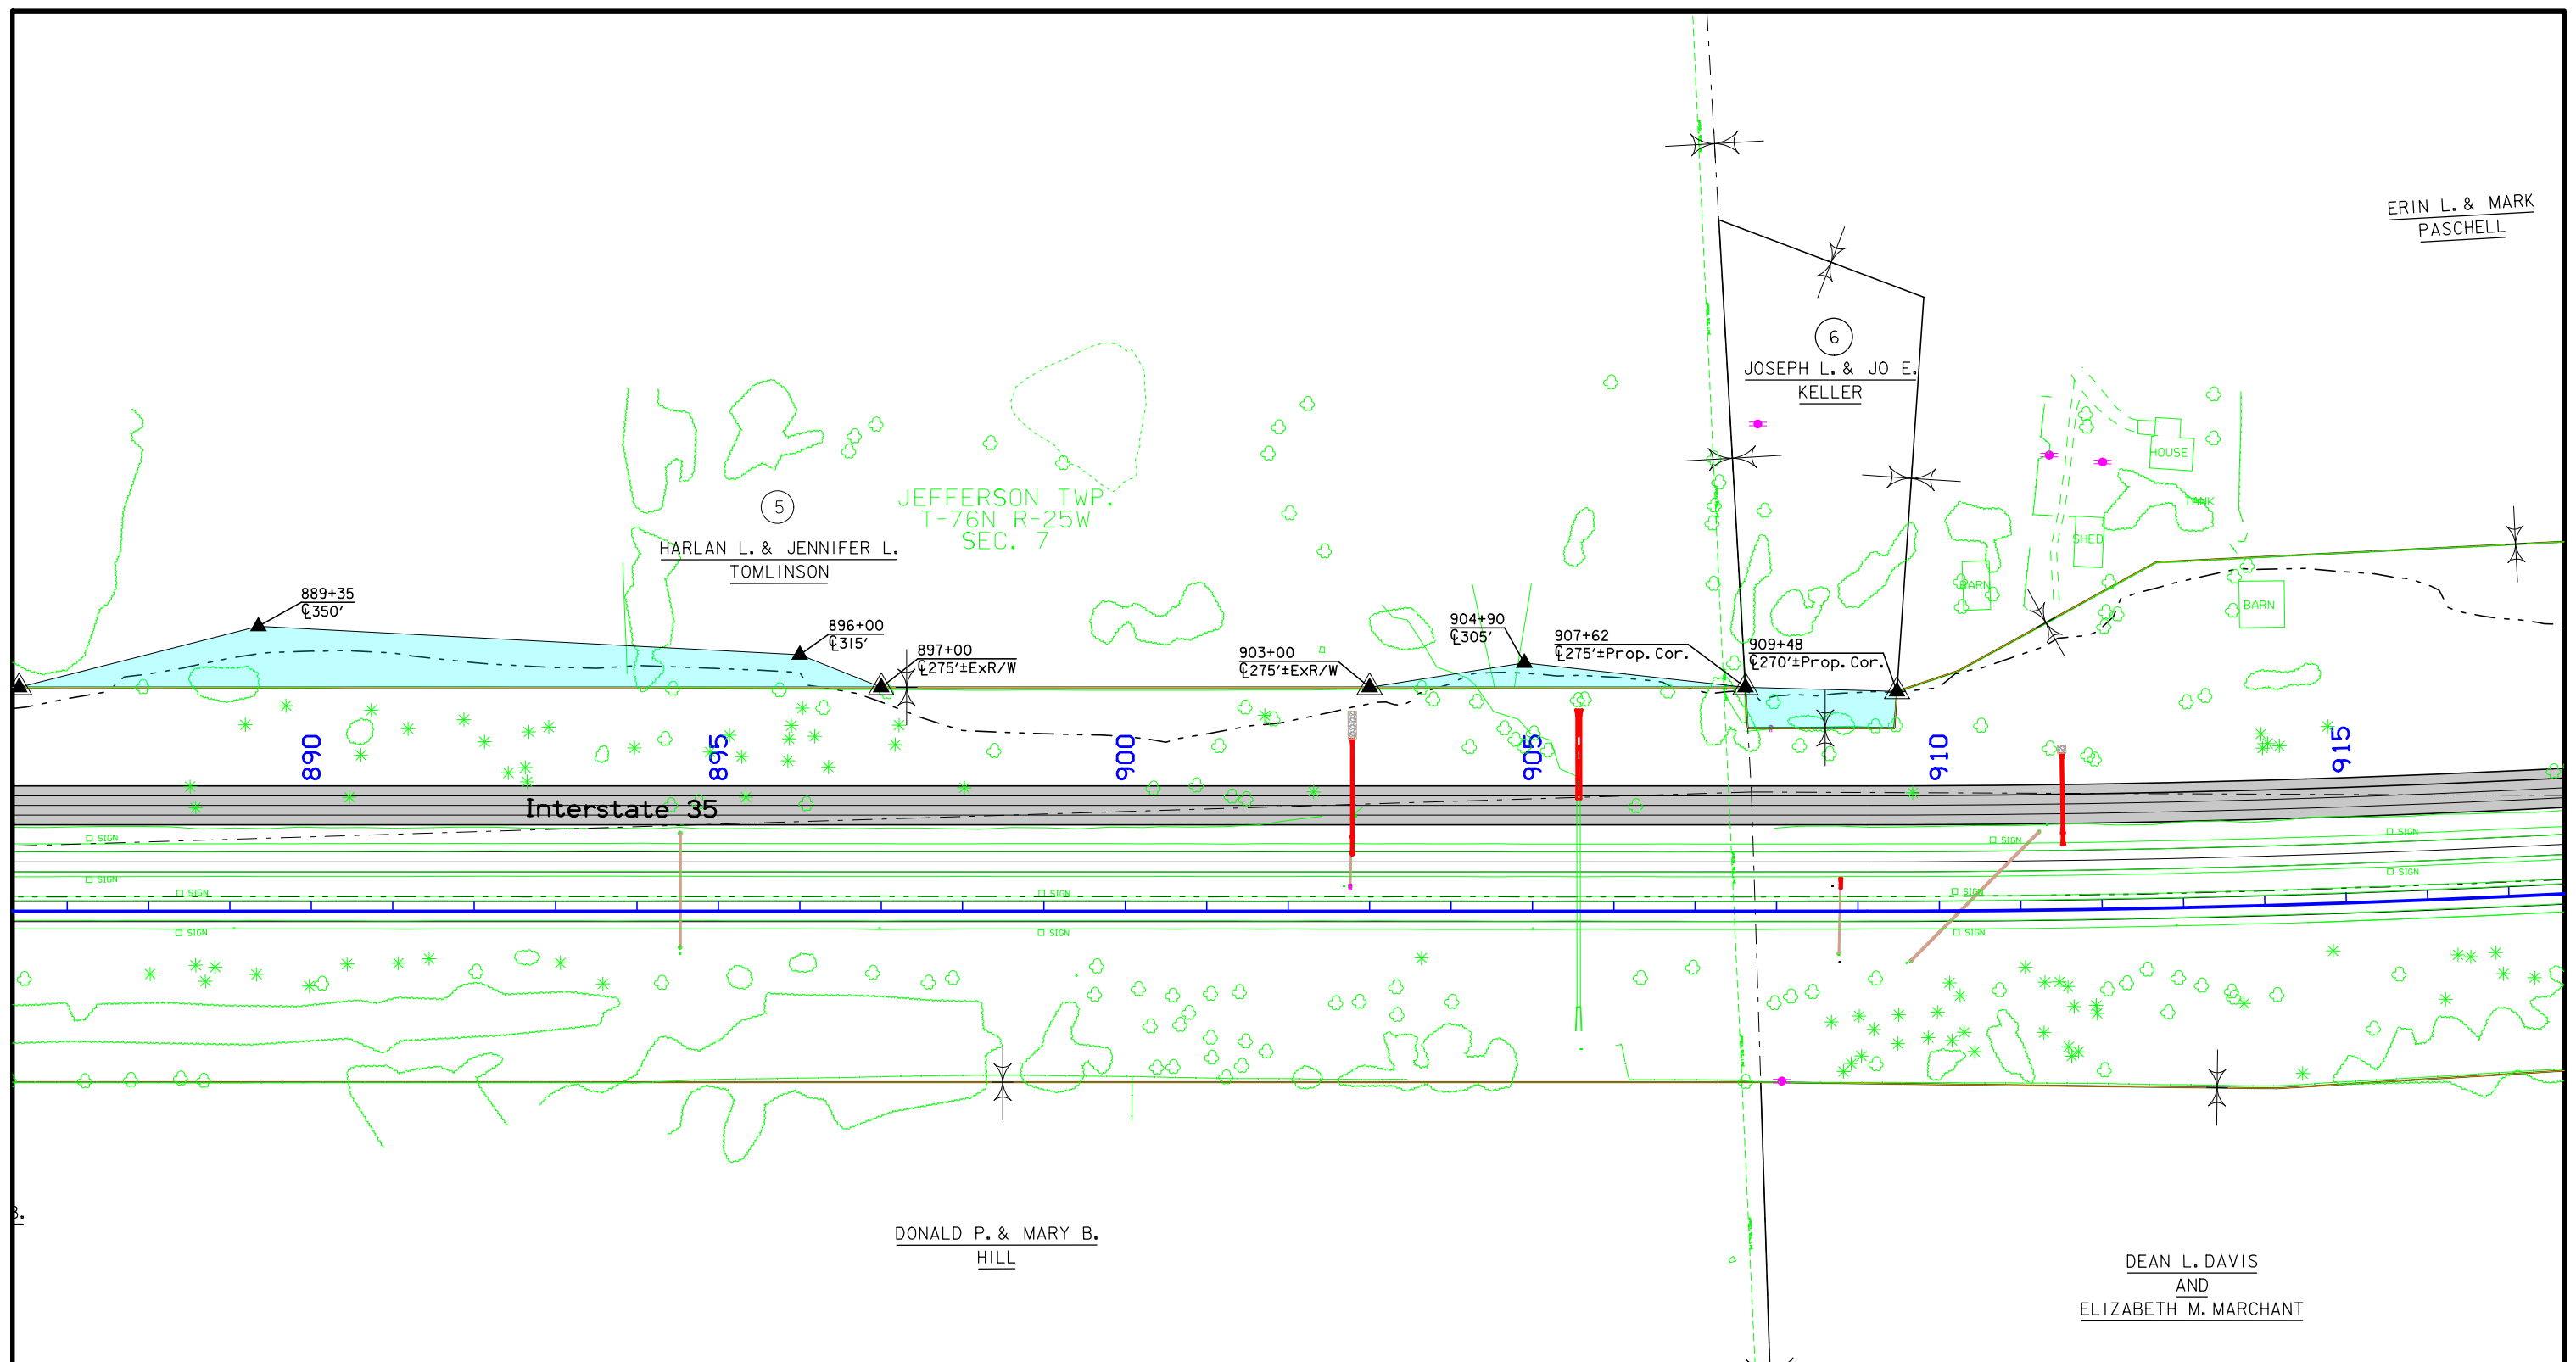 ERIN L. & MARK
PASCHELL
6
JOSEPH L. & JO E.
KELLER
HOUSE
TANK
SHED
BARN
BARN
5
HARLAN L. & JENNIFER L.
TOMLINSON
JEFFERSON TWP.
T-76N R-25W
SEC. 7
889+35
℄350'
896+00
℄315'
897+00
℄275'±ExR/W
903+00
℄275'±ExR/W
904+90
℄305'
907+62
℄275'±Prop. Cor.
909+48
℄270'±Prop. Cor.
890
895
900
905
910
915
Interstate 35
SIGN
SIGN
SIGN
SIGN
SIGN
SIGN
SIGN
SIGN
SIGN
SIGN
SIGN
B.
DONALD P. & MARY B.
HILL
DEAN L. DAVIS
AND
ELIZABETH M. MARCHANT